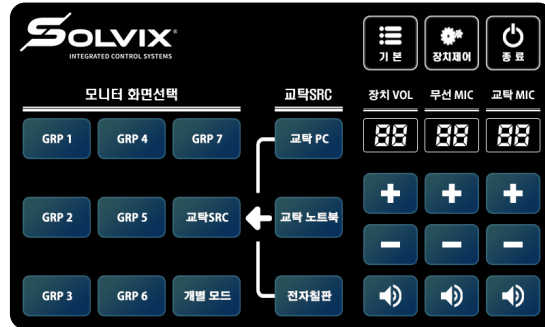 SOLVIX®
INTEGRATED CONTROL SYSTEMS
기본 장치제어 종료
모니터 화면선택 교탁SRC 장치 VOL 무선 MIC 교탁 MIC
GRP 1 GRP 4 GRP 7 교탁 PC 88 88 88
GRP 2 GRP 5 교탁SRC 교탁 노트북
GRP 3 GRP 6 개별 모드 전자칠판